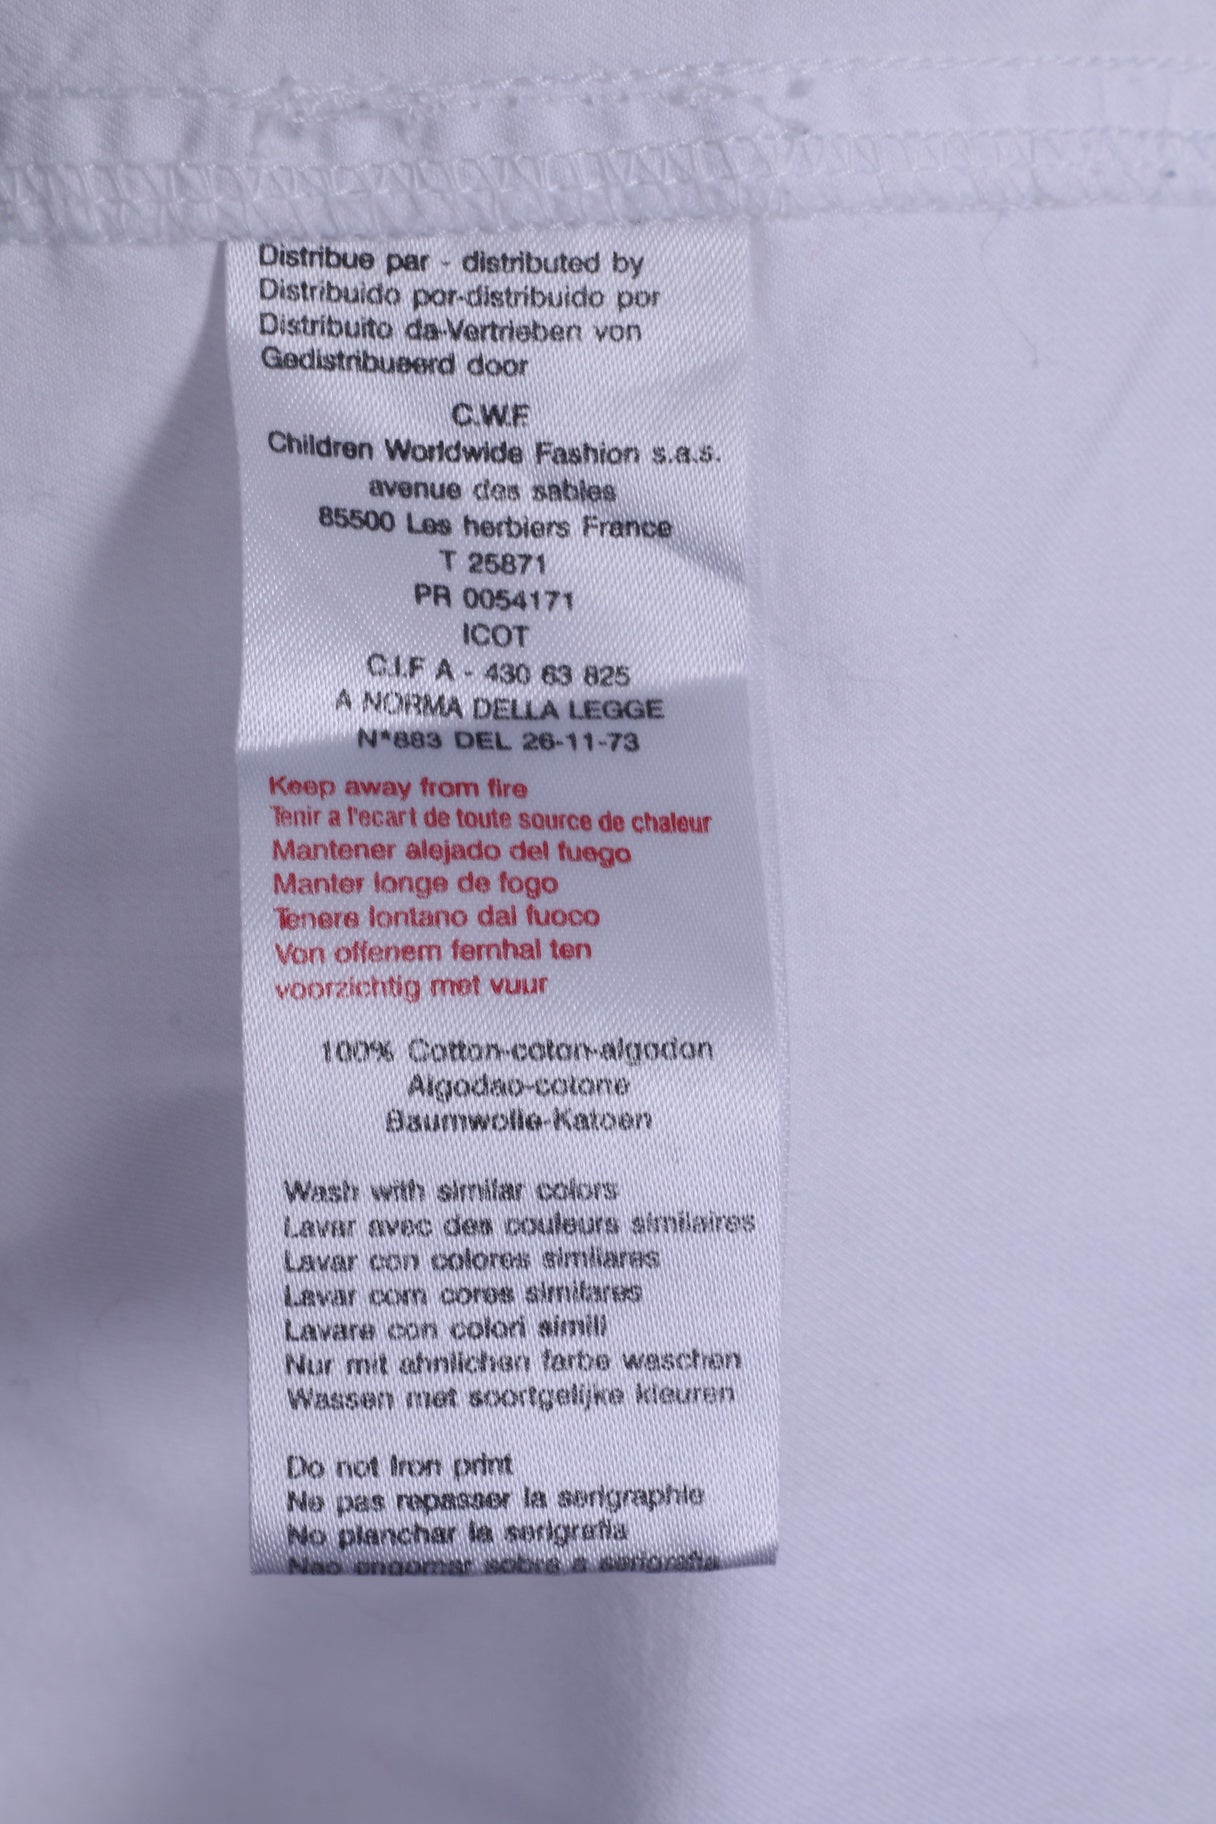 Distribue par - distributed by
Distribuido por-distribuido por
Distribuito da-Vertrieben von
Gedistribueerd door
C.W.F.
Children Worldwide Fashion s.a.s.
avenue des sables
85500 Les herbiers France
T 25871
PR 0054171
ICOT
C.I.F A - 430 63 825
A NORMA DELLA LEGGE
N*883 DEL 26-11-73
Keep away from fire
Tenir a l'ecart de toute source de chaleur
Mantener alejado del fuego
Manter longe de fogo
Tenere lontano dal fuoco
Von offenem fernhal ten
voorzichtig met vuur
100% Cotton-coton-algodon
Algodao-cotone
Baumwolle-Katoen
Wash with similar colors
Lavar avec des couleurs similaires
Lavar con colores similares
Lavar com cores similares
Lavare con colori simili
Nur mit ahnlichen farbe waschen
Wassen met soortgelijke kleuren
Do not Iron print
Ne pas repasser la serigraphie
No planchar la serigrafia
Nao engomar sobre a serigrafia